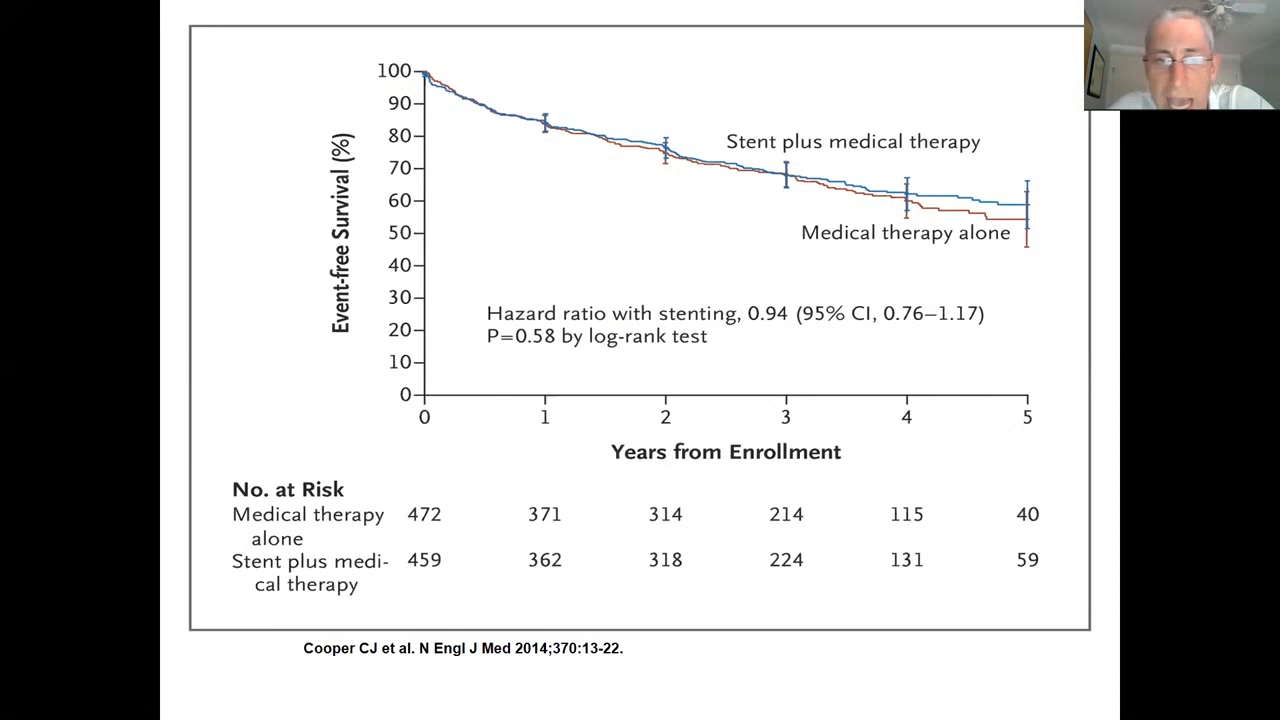 100
90
80
70
60
50
40
30
20
10
0
Event-free Survival (%)
Stent plus medical therapy
Medical therapy alone
Hazard ratio with stenting, 0.94 (95% CI, 0.76–1.17)
P=0.58 by log-rank test
0 1 2 3 4 5
Years from Enrollment
No. at Risk
Medical therapy 472 371 314 214 115 40
alone
Stent plus medi- 459 362 318 224 131 59
cal therapy
Cooper CJ et al. N Engl J Med 2014;370:13-22.